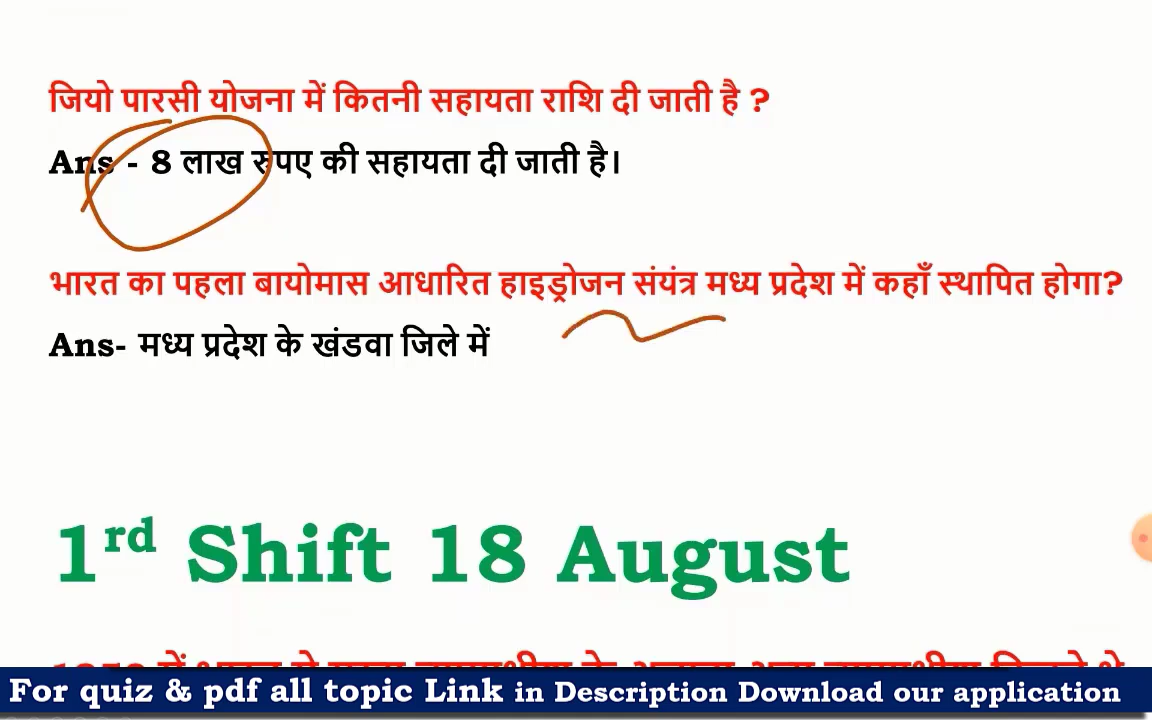 जियो पारसी योजना में कितनी सहायता राशि दी जाती है ?
Ans - 8 लाख रुपए की सहायता दी जाती है।
भारत का पहला बायोमास आधारित हाइड्रोजन संयंत्र मध्य प्रदेश में कहाँ स्थापित होगा?
Ans- मध्य प्रदेश के खंडवा जिले में
1rd Shift 18 August
For quiz & pdf all topic Link in Description Download our application